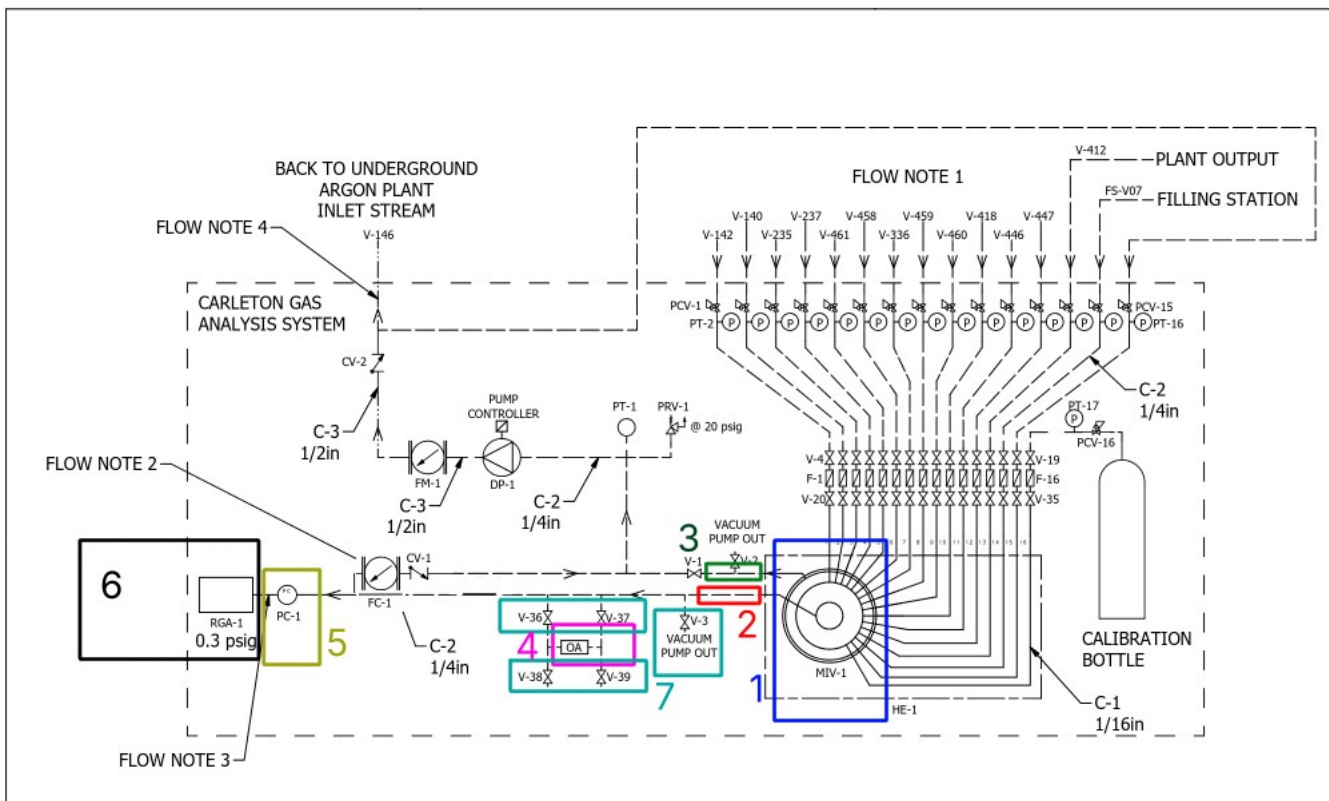 BACK TO UNDERGROUND
ARGON PLANT
INLET STREAM
FLOW NOTE 4
V-146
FLOW NOTE 1
V-412
PLANT OUTPUT
FS-V07
FILLING STATION
V-140
V-237
V-458
V-459
V-418
V-447
V-142
V-235
V-461
V-336
V-460
V-446
CARLETON GAS
ANALYSIS SYSTEM
PCV-1
PCV-15
PT-2
P P P P P P P P P P P P P P P
PT-16
CV-2
C-2
1/4in
C-3
1/2in
PUMP
CONTROLLER
PT-1
PRV-1
@ 20 psig
PT-17
P
PCV-16
FLOW NOTE 2
FM-1
DP-1
C-3
1/2in
C-2
1/4in
V-4
V-19
F-1
F-16
V-20
V-35
3
VACUUM
PUMP OUT
V-1
V-2
CV-1
6
FC-1
RGA-1
0.3 psig
PC-1
5
C-2
1/4in
V-36
V-37
V-3
VACUUM
PUMP OUT
2
4
OA
V-38
V-39
7
1
MIV-1
HE-1
CALIBRATION
BOTTLE
C-1
1/16in
FLOW NOTE 3